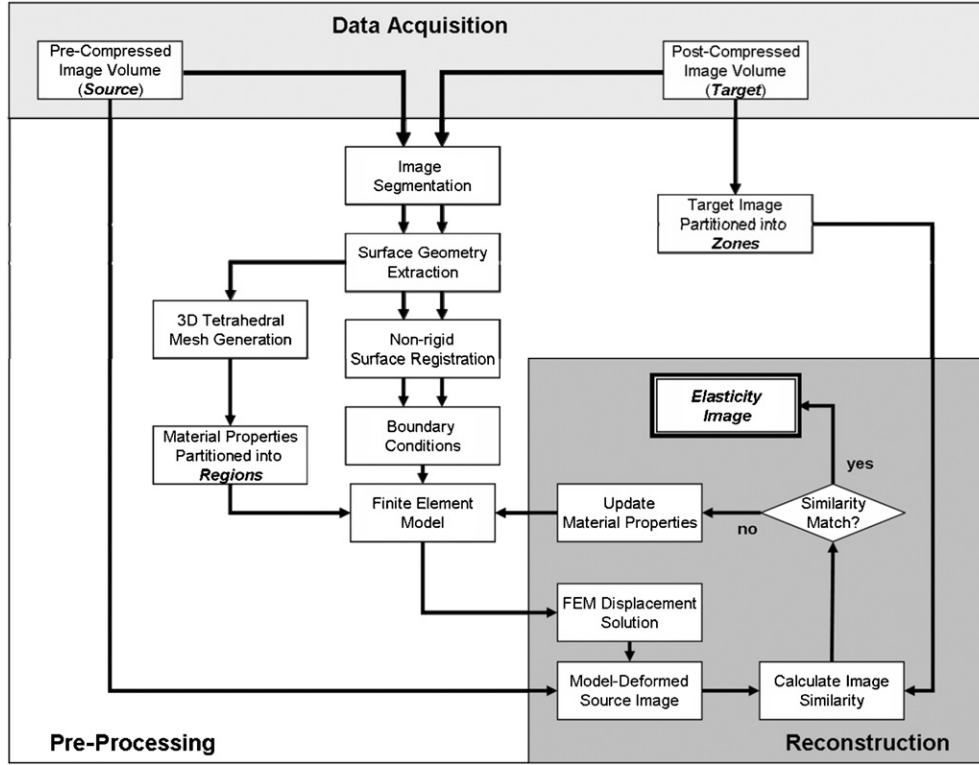 Data Acquisition
Pre-Compressed
Image Volume
(Source)
Post-Compressed
Image Volume
(Target)
Image
Segmentation
Target Image
Partitioned into
Zones
Surface Geometry
Extraction
3D Tetrahedral
Mesh Generation
Non-rigid
Surface Registration
Elasticity
Image
Material Properties
Partitioned into
Regions
Boundary
Conditions
yes
Finite Element
Model
Update
Material Properties
no
Similarity
Match?
FEM Displacement
Solution
Model-Deformed
Source Image
Calculate Image
Similarity
Pre-Processing
Reconstruction